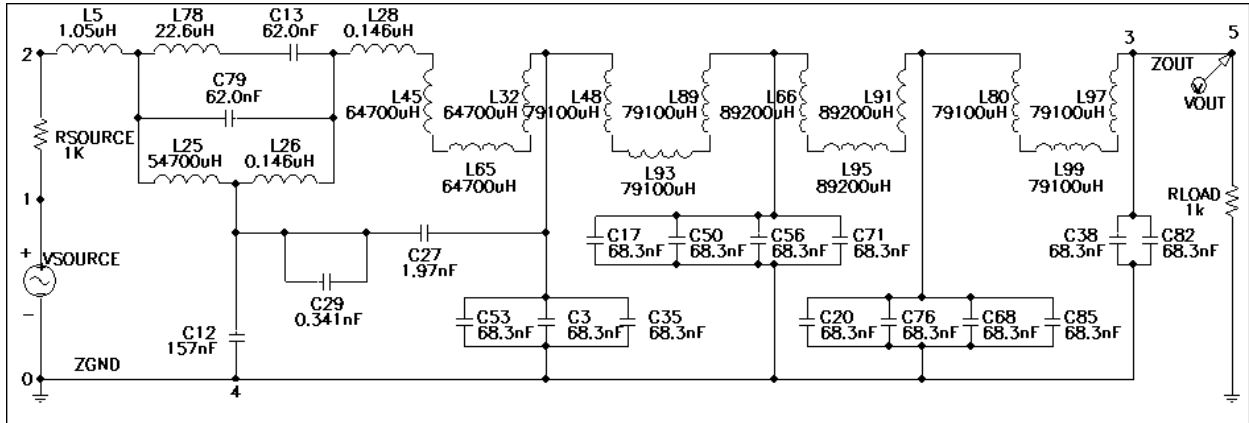 L5
1.05uH
L78
22.6uH
C13
62.0nF
L28
0.146uH
2
3
5
ZOUT
VOUT
C79
62.0nF
L45
64700uH
L32
64700uH
L48
79100uH
L89
79100uH
L66
89200uH
L91
89200uH
L80
79100uH
L97
79100uH
RSOURCE
1K
L25
54700uH
L26
0.146uH
L65
64700uH
L93
79100uH
L95
89200uH
L99
79100uH
1
RLOAD
1k
C17
68.3nF
C50
68.3nF
C56
68.3nF
C71
68.3nF
C38
68.3nF
C82
68.3nF
+
VSOURCE
–
C27
1.97nF
C29
0.341nF
C12
157nF
C53
68.3nF
C3
68.3nF
C35
68.3nF
C20
68.3nF
C76
68.3nF
C68
68.3nF
C85
68.3nF
ZGND
0
4
V